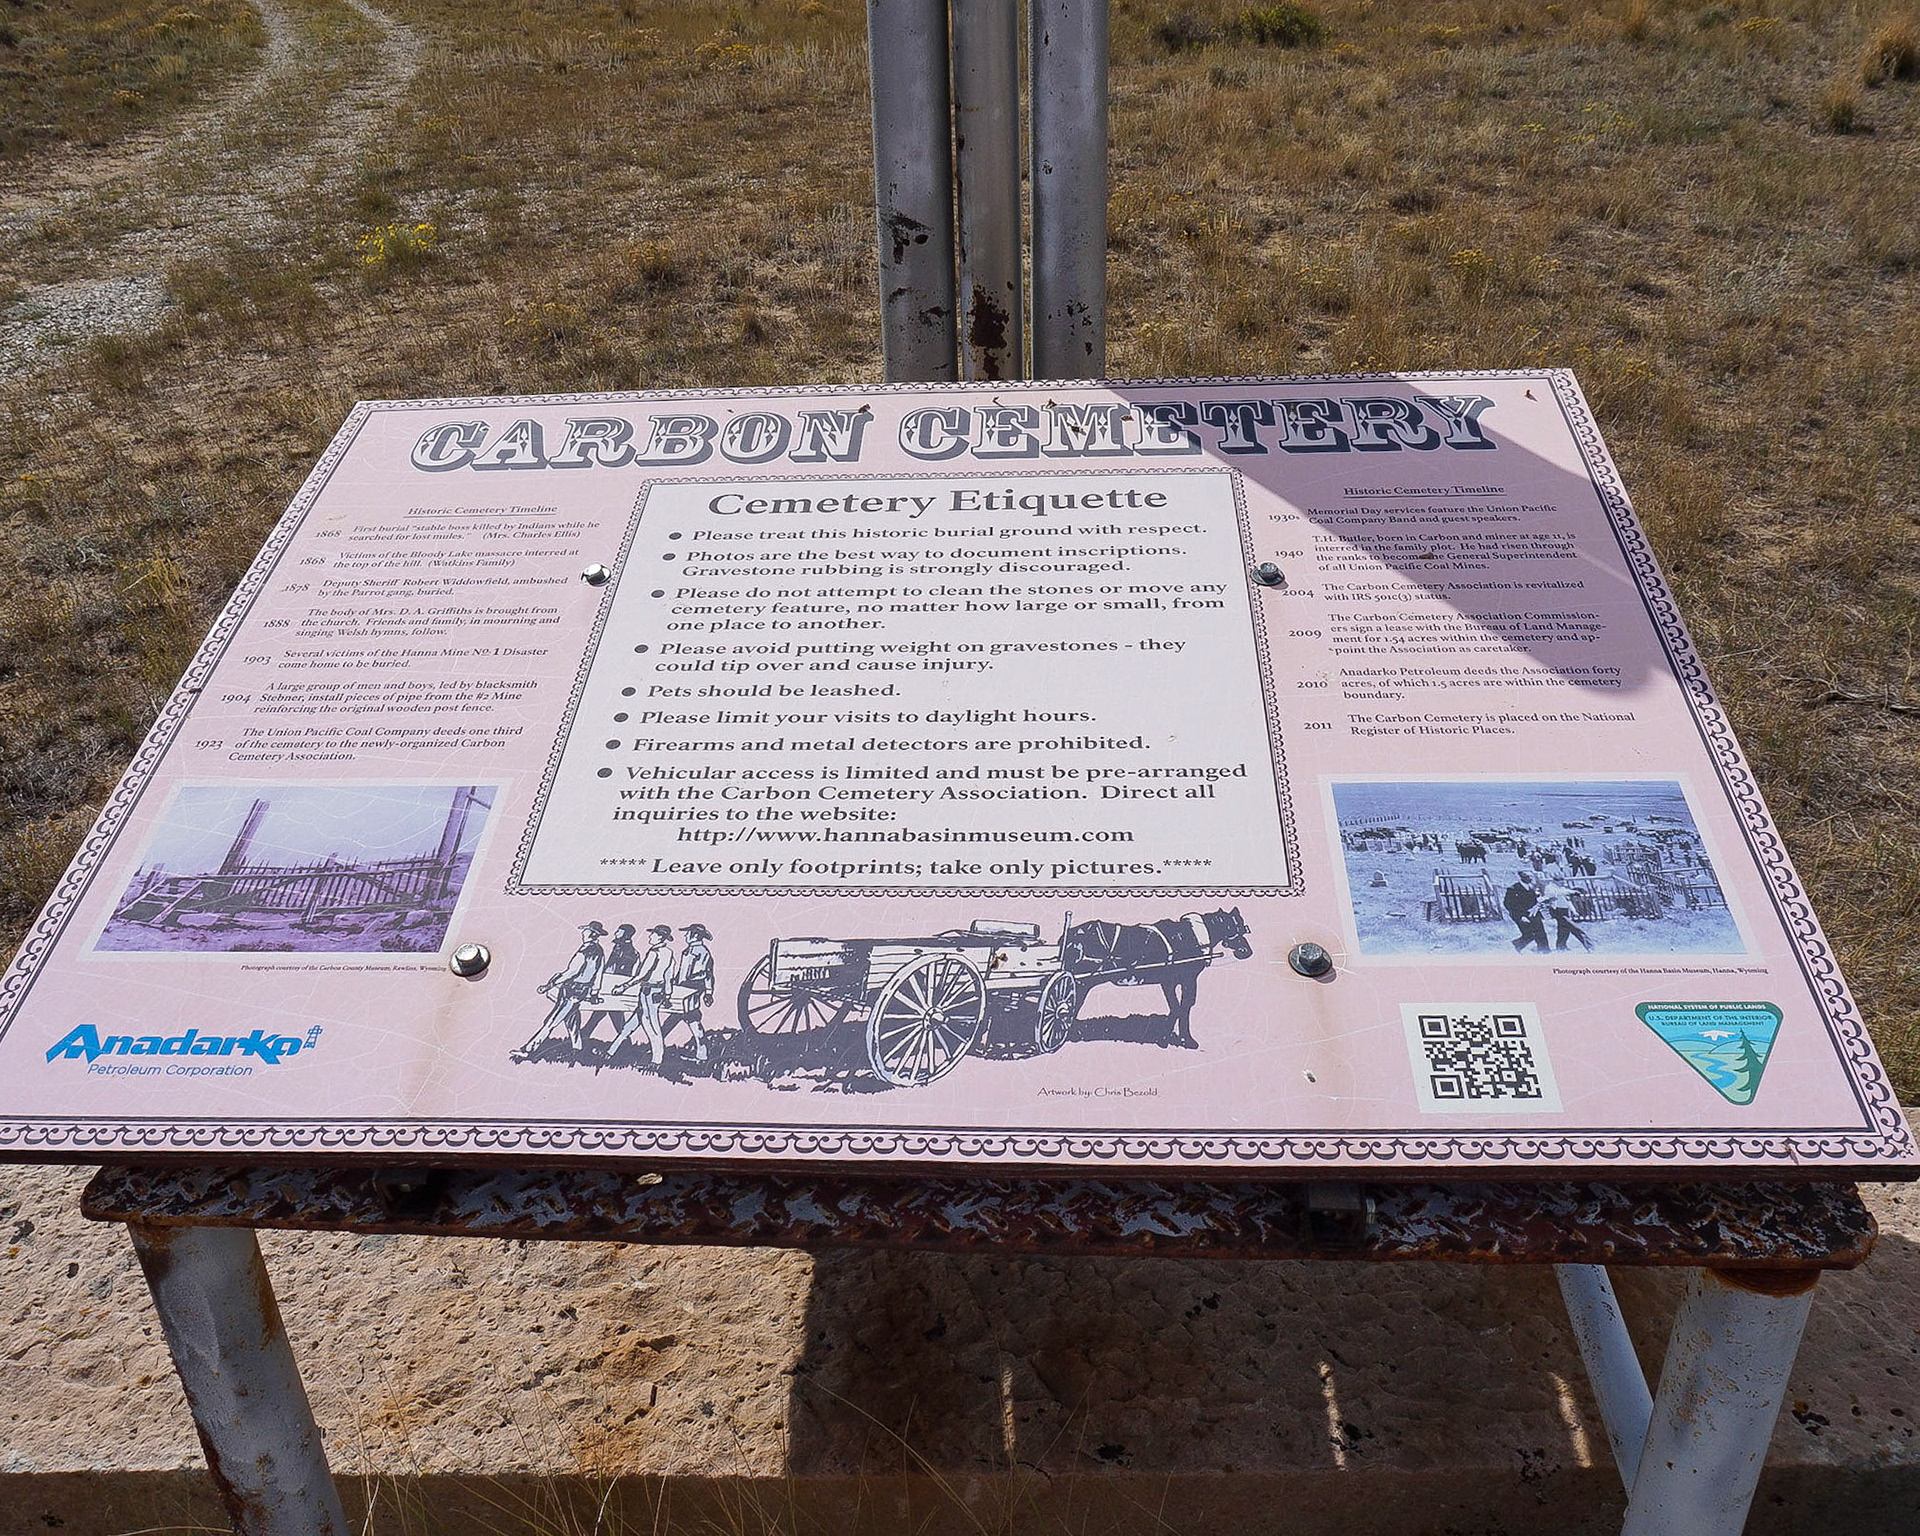 CARBON CEMETERY
Historic Cemetery Timeline
1868 First burial "stable boss killed by Indians while he
searched for lost mules." (Mrs. Charles Ellis)
1868 Victims of the Bloody Lake massacre interred at
the top of the hill. (Watkins Family)
1878 Deputy Sheriff Robert Widdowfield, ambushed
by the Parrot gang, buried.
The body of Mrs. D. A. Griffiths is brought from
1888 the church. Friends and family, in mourning and
singing Welsh hymns, follow.
1903 Several victims of the Hanna Mine No. 1 Disaster
come home to be buried.
A large group of men and boys, led by blacksmith
1904 Stebner, install pieces of pipe from the #2 Mine
reinforcing the original wooden post fence.
The Union Pacific Coal Company deeds one third
1923 of the cemetery to the newly-organized Carbon
Cemetery Association.
Photograph courtesy of the Carbon County Museum, Rawlins, Wyoming
Anadarko
Petroleum Corporation
Cemetery Etiquette
● Please treat this historic burial ground with respect.
● Photos are the best way to document inscriptions.
Gravestone rubbing is strongly discouraged.
● Please do not attempt to clean the stones or move any
cemetery feature, no matter how large or small, from
one place to another.
● Please avoid putting weight on gravestones - they
could tip over and cause injury.
● Pets should be leashed.
● Please limit your visits to daylight hours.
● Firearms and metal detectors are prohibited.
● Vehicular access is limited and must be pre-arranged
with the Carbon Cemetery Association. Direct all
inquiries to the website:
http://www.hannabasinmuseum.com
***** Leave only footprints; take only pictures.*****
Artwork by: Chris Bezold
Historic Cemetery Timeline
1930s Memorial Day services feature the Union Pacific
Coal Company Band and guest speakers.
T.H. Butler, born in Carbon and miner at age 11, is
1940 interred in the family plot. He had risen through
the ranks to become the General Superintendent
of all Union Pacific Coal Mines.
2004 The Carbon Cemetery Association is revitalized
with IRS 501c(3) status.
The Carbon Cemetery Association Commission-
2009 ers sign a lease with the Bureau of Land Manage-
ment for 1.54 acres within the cemetery and ap-
point the Association as caretaker.
Anadarko Petroleum deeds the Association forty
2010 acres, of which 1.5 acres are within the cemetery
boundary.
2011 The Carbon Cemetery is placed on the National
Register of Historic Places.
Photograph courtesy of the Hanna Basin Museum, Hanna, Wyoming
NATIONAL SYSTEM OF PUBLIC LANDS
U.S. DEPARTMENT OF THE INTERIOR
BUREAU OF LAND MANAGEMENT